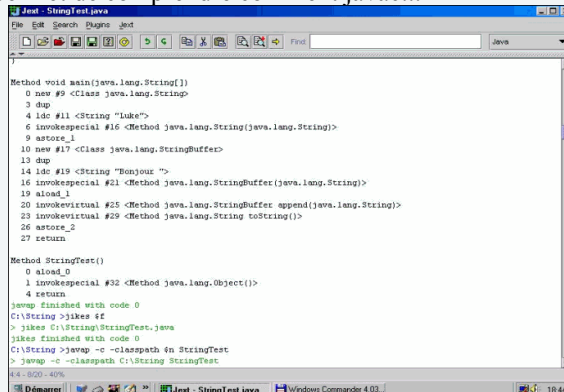 Jext - StringTest.java
File Edit Search Plugins Jext
Find: Java
}
Method void main(java.lang.String[])
0 new #9 <Class java.lang.String>
3 dup
4 ldc #11 <String "Luke">
6 invokespecial #16 <Method java.lang.String(java.lang.String)>
9 astore_1
10 new #17 <Class java.lang.StringBuffer>
13 dup
14 ldc #19 <String "Bonjour ">
16 invokespecial #21 <Method java.lang.StringBuffer(java.lang.String)>
19 aload_1
20 invokevirtual #25 <Method java.lang.StringBuffer append(java.lang.String)>
23 invokevirtual #29 <Method java.lang.String toString()>
26 astore_2
27 return
Method StringTest()
0 aload_0
1 invokespecial #32 <Method java.lang.Object()>
4 return
javap finished with code 0
C:\String >jikes $f
> jikes C:\String\StringTest.java
jikes finished with code 0
C:\String >javap -c -classpath $n StringTest
> javap -c -classpath C:\String StringTest
4:4 - 8/20 - 40%
Démarrer » Jext - StringTest.java Windows Commander 4.03... 18:44